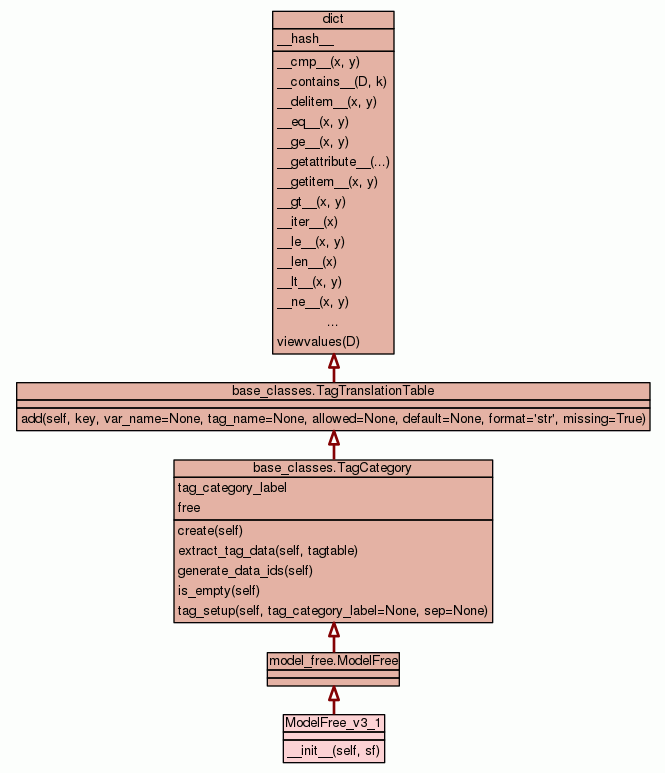 dict
__hash__
__cmp__(x, y)
__contains__(D, k)
__delitem__(x, y)
__eq__(x, y)
__ge__(x, y)
__getattribute__(...)
__getitem__(x, y)
__gt__(x, y)
__iter__(x)
__le__(x, y)
__len__(x)
__lt__(x, y)
__ne__(x, y)
...
viewvalues(D)
base_classes.TagTranslationTable
add(self, key, var_name=None, tag_name=None, allowed=None, default=None, format='str', missing=True)
base_classes.TagCategory
tag_category_label
free
create(self)
extract_tag_data(self, tagtable)
generate_data_ids(self)
is_empty(self)
tag_setup(self, tag_category_label=None, sep=None)
model_free.ModelFree
ModelFree_v3_1
__init__(self, sf)